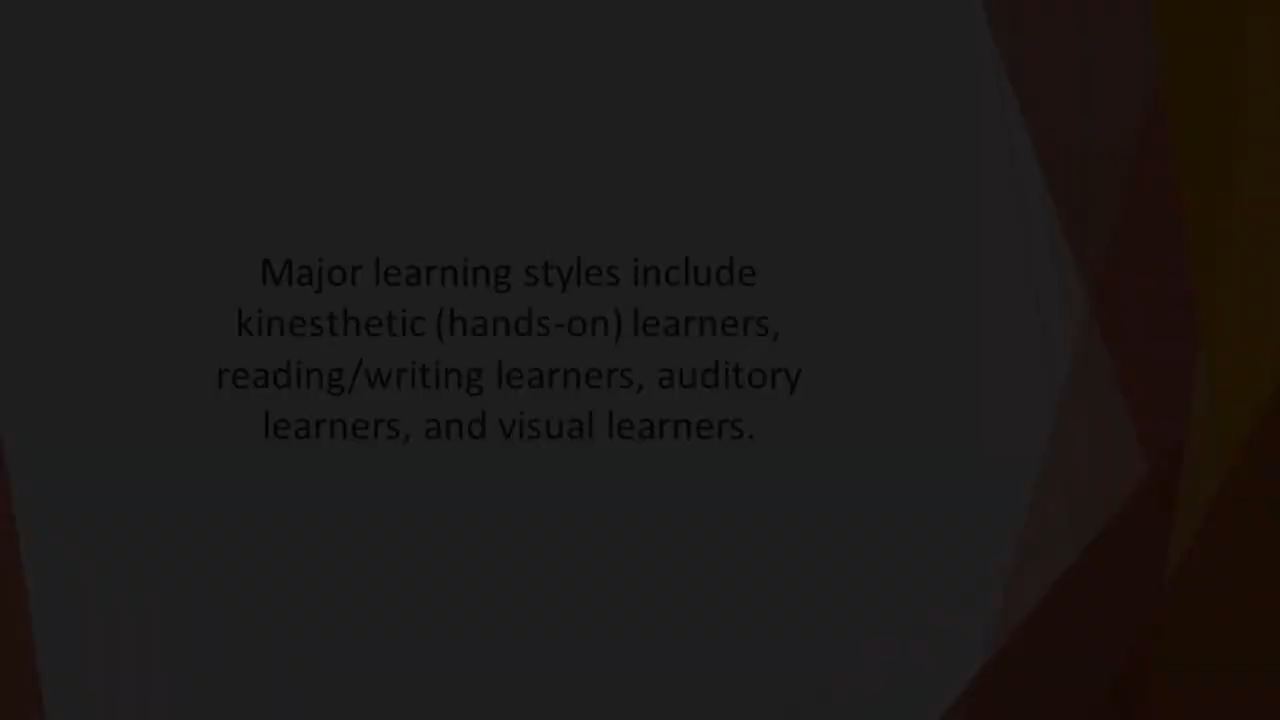 Major learning styles include
kinesthetic (hands-on) learners,
reading/writing learners, auditory
learners, and visual learners.